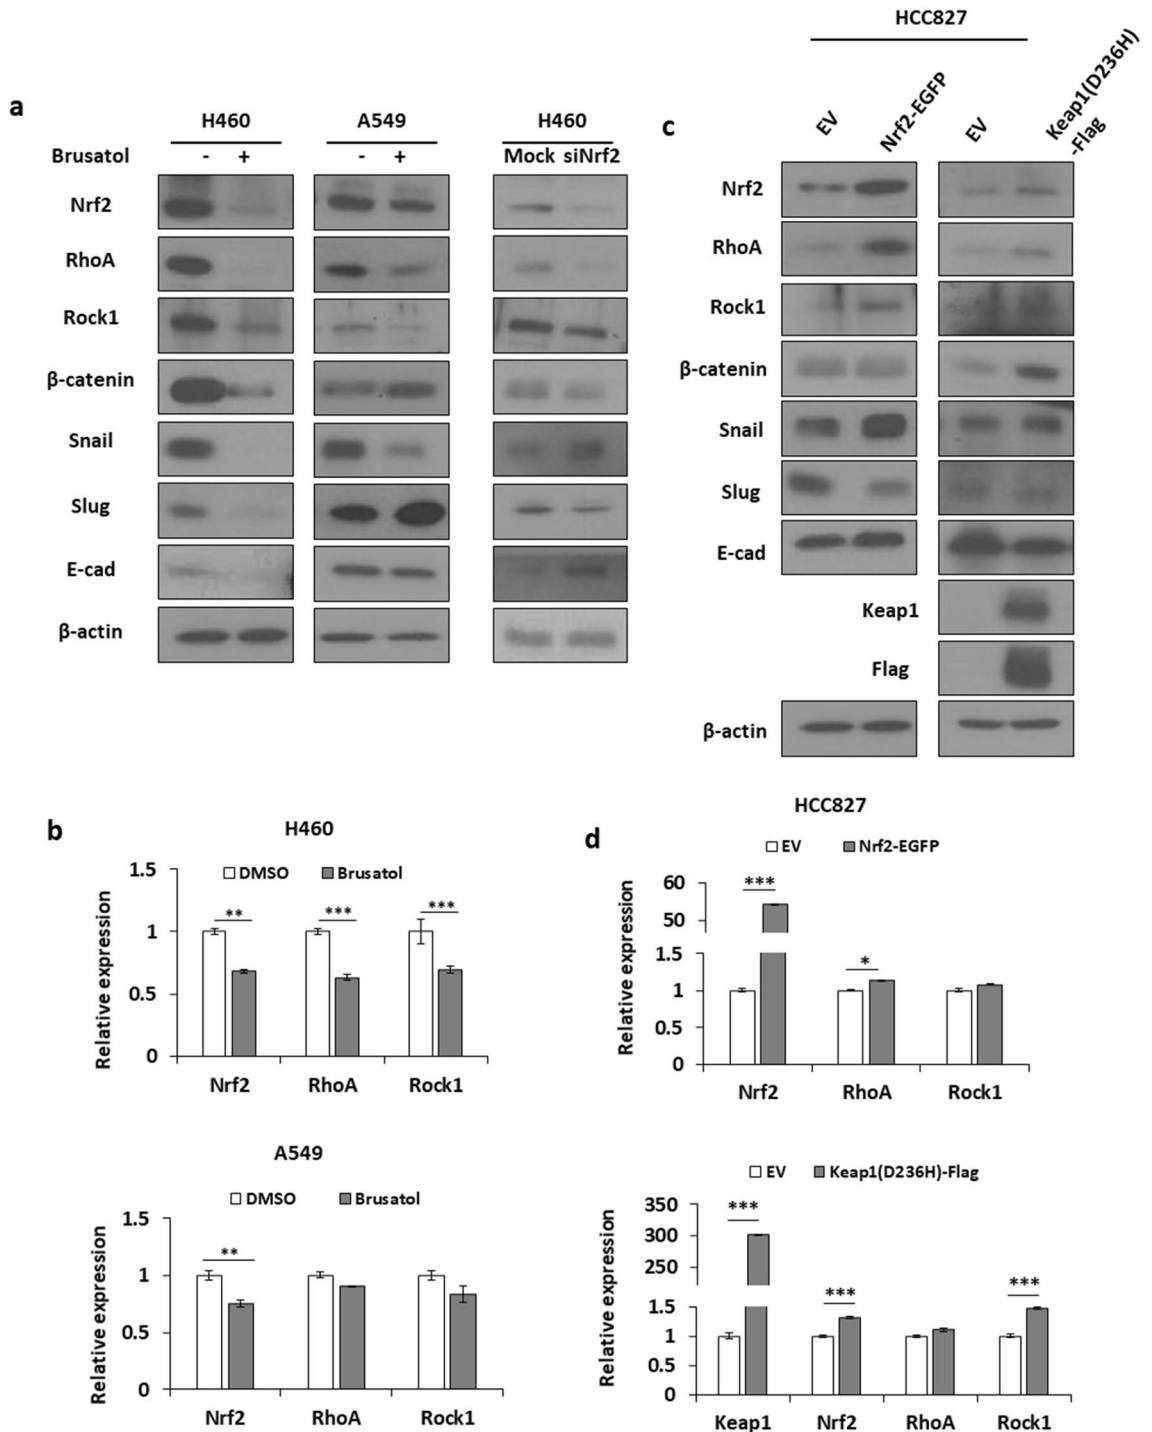 a
H460
A549
H460
Brusatol
- +
- +
Mock siNrf2
Nrf2
RhoA
Rock1
β-catenin
Snail
Slug
E-cad
β-actin
c
HCC827
EV
Nrf2-EGFP
EV
Keap1(D236H)
-Flag
Nrf2
RhoA
Rock1
β-catenin
Snail
Slug
E-cad
Keap1
Flag
β-actin
b
H460
DMSO
Brusatol
Relative expression
1.5
1
0.5
0
**
***
***
Nrf2
RhoA
Rock1
A549
DMSO
Brusatol
Relative expression
1.5
1
0.5
0
**
Nrf2
RhoA
Rock1
d
HCC827
EV
Nrf2-EGFP
Relative expression
60
50
1.5
1
0.5
0
***
*
Nrf2
RhoA
Rock1
EV
Keap1(D236H)-Flag
Relative expression
350
300
250
1.5
1
0.5
0
***
***
***
Keap1
Nrf2
RhoA
Rock1